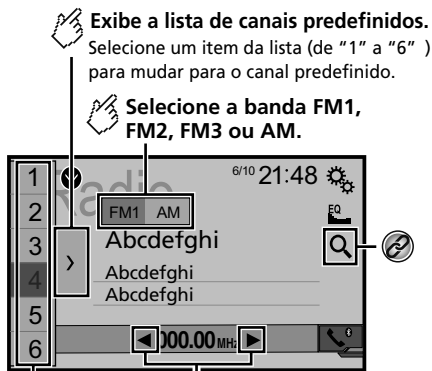 Exibe a lista de canais predefinidos.
Selecione um item da lista (de "1" a "6" )
para mudar para o canal predefinido.
Selecione a banda FM1,
FM2, FM3 ou AM.
Radio
6/10 21:48
1
2
3
4
5
6
FM1 AM
EQ
Abcdefghi
Abcdefghi
Abcdefghi
000.00 MHz